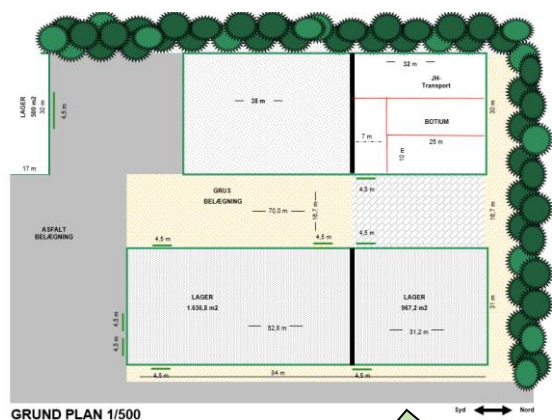 32 m
JH-
Transport
LAGER
500 m2
30 m
4,5 m
38 m
30 m
BOTIUM
7 m
25 m
17 m
4,5 m
GRUS
BELÆGNING
70,0 m
18,7 m
18,7 m
ASFALT
BELÆGNING
4,5 m
4,5 m
4,5 m
LAGER
1.636,8 m2
LAGER
967,2 m2
31 m
4,5 m
4,5 m
52,8 m
31,2 m
4,5 m
84 m
4,5 m
GRUND PLAN 1/500
Syd
Nord